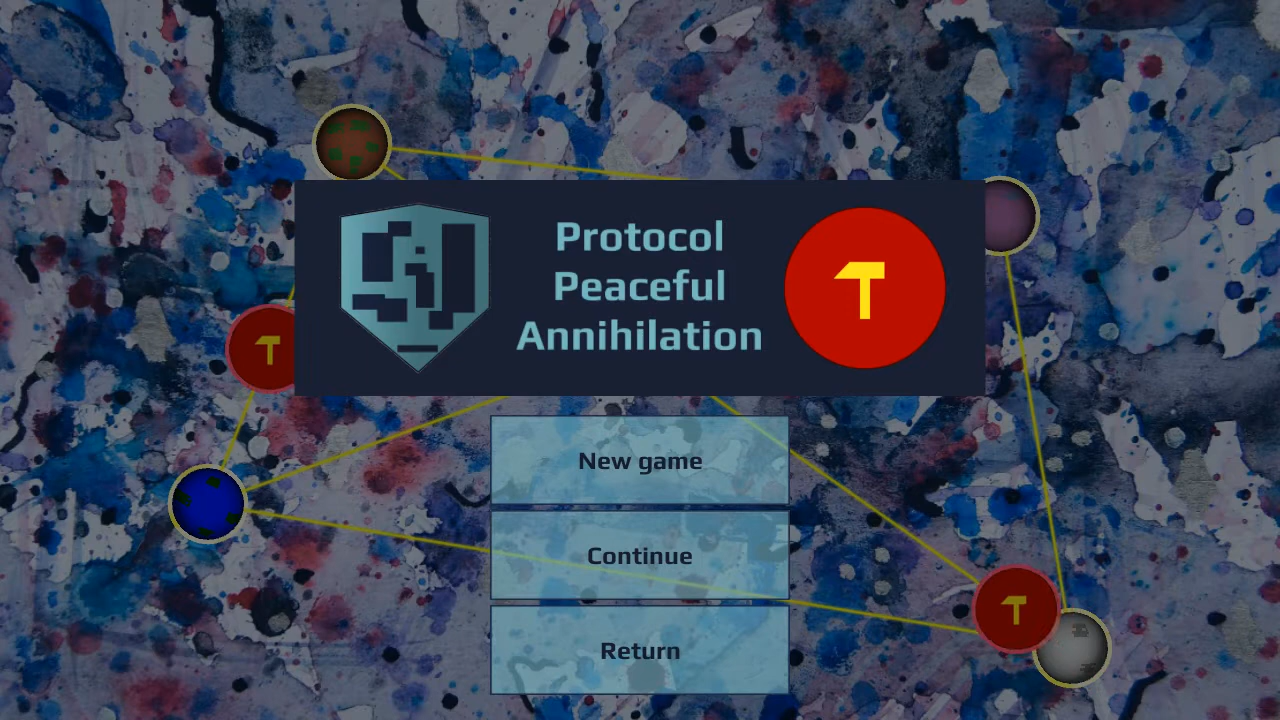 Protocol
Peaceful
Annihilation
New game
Continue
Return